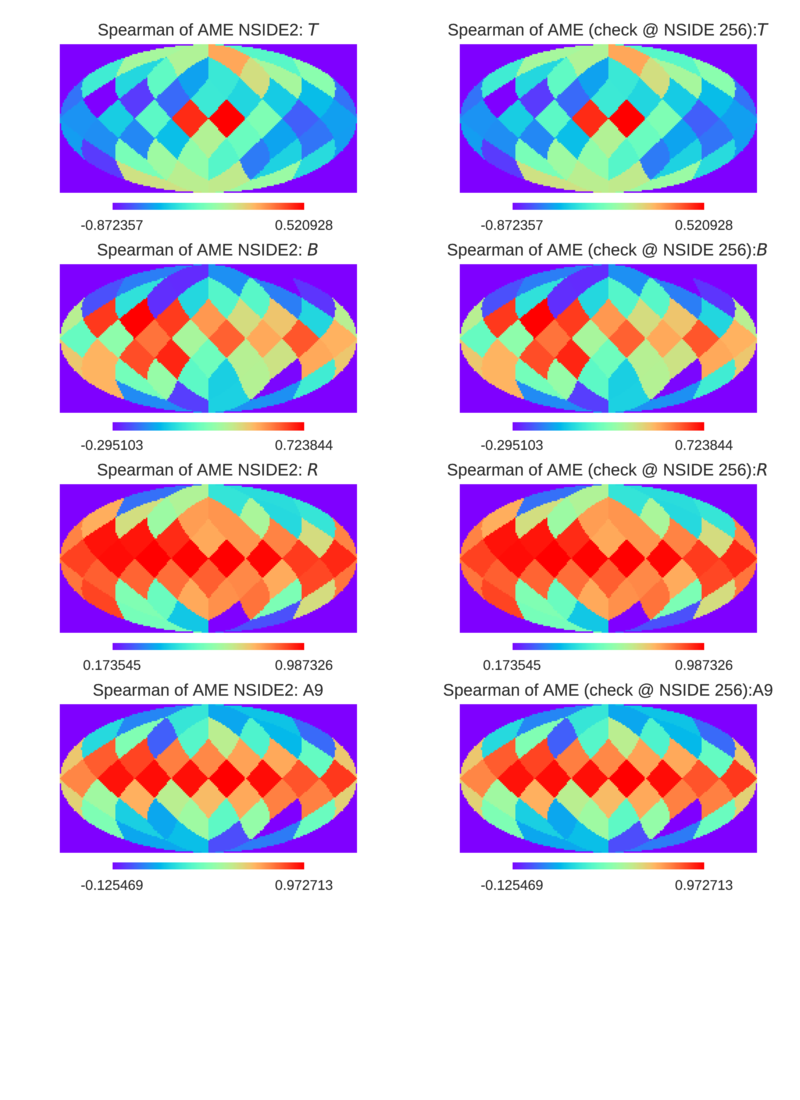 Spearman of AME NSIDE2: T
Spearman of AME (check @ NSIDE 256):T
-0.872357
0.520928
-0.872357
0.520928
Spearman of AME NSIDE2: B
Spearman of AME (check @ NSIDE 256):B
-0.295103
0.723844
-0.295103
0.723844
Spearman of AME NSIDE2: R
Spearman of AME (check @ NSIDE 256):R
0.173545
0.987326
0.173545
0.987326
Spearman of AME NSIDE2: A9
Spearman of AME (check @ NSIDE 256):A9
-0.125469
0.972713
-0.125469
0.972713